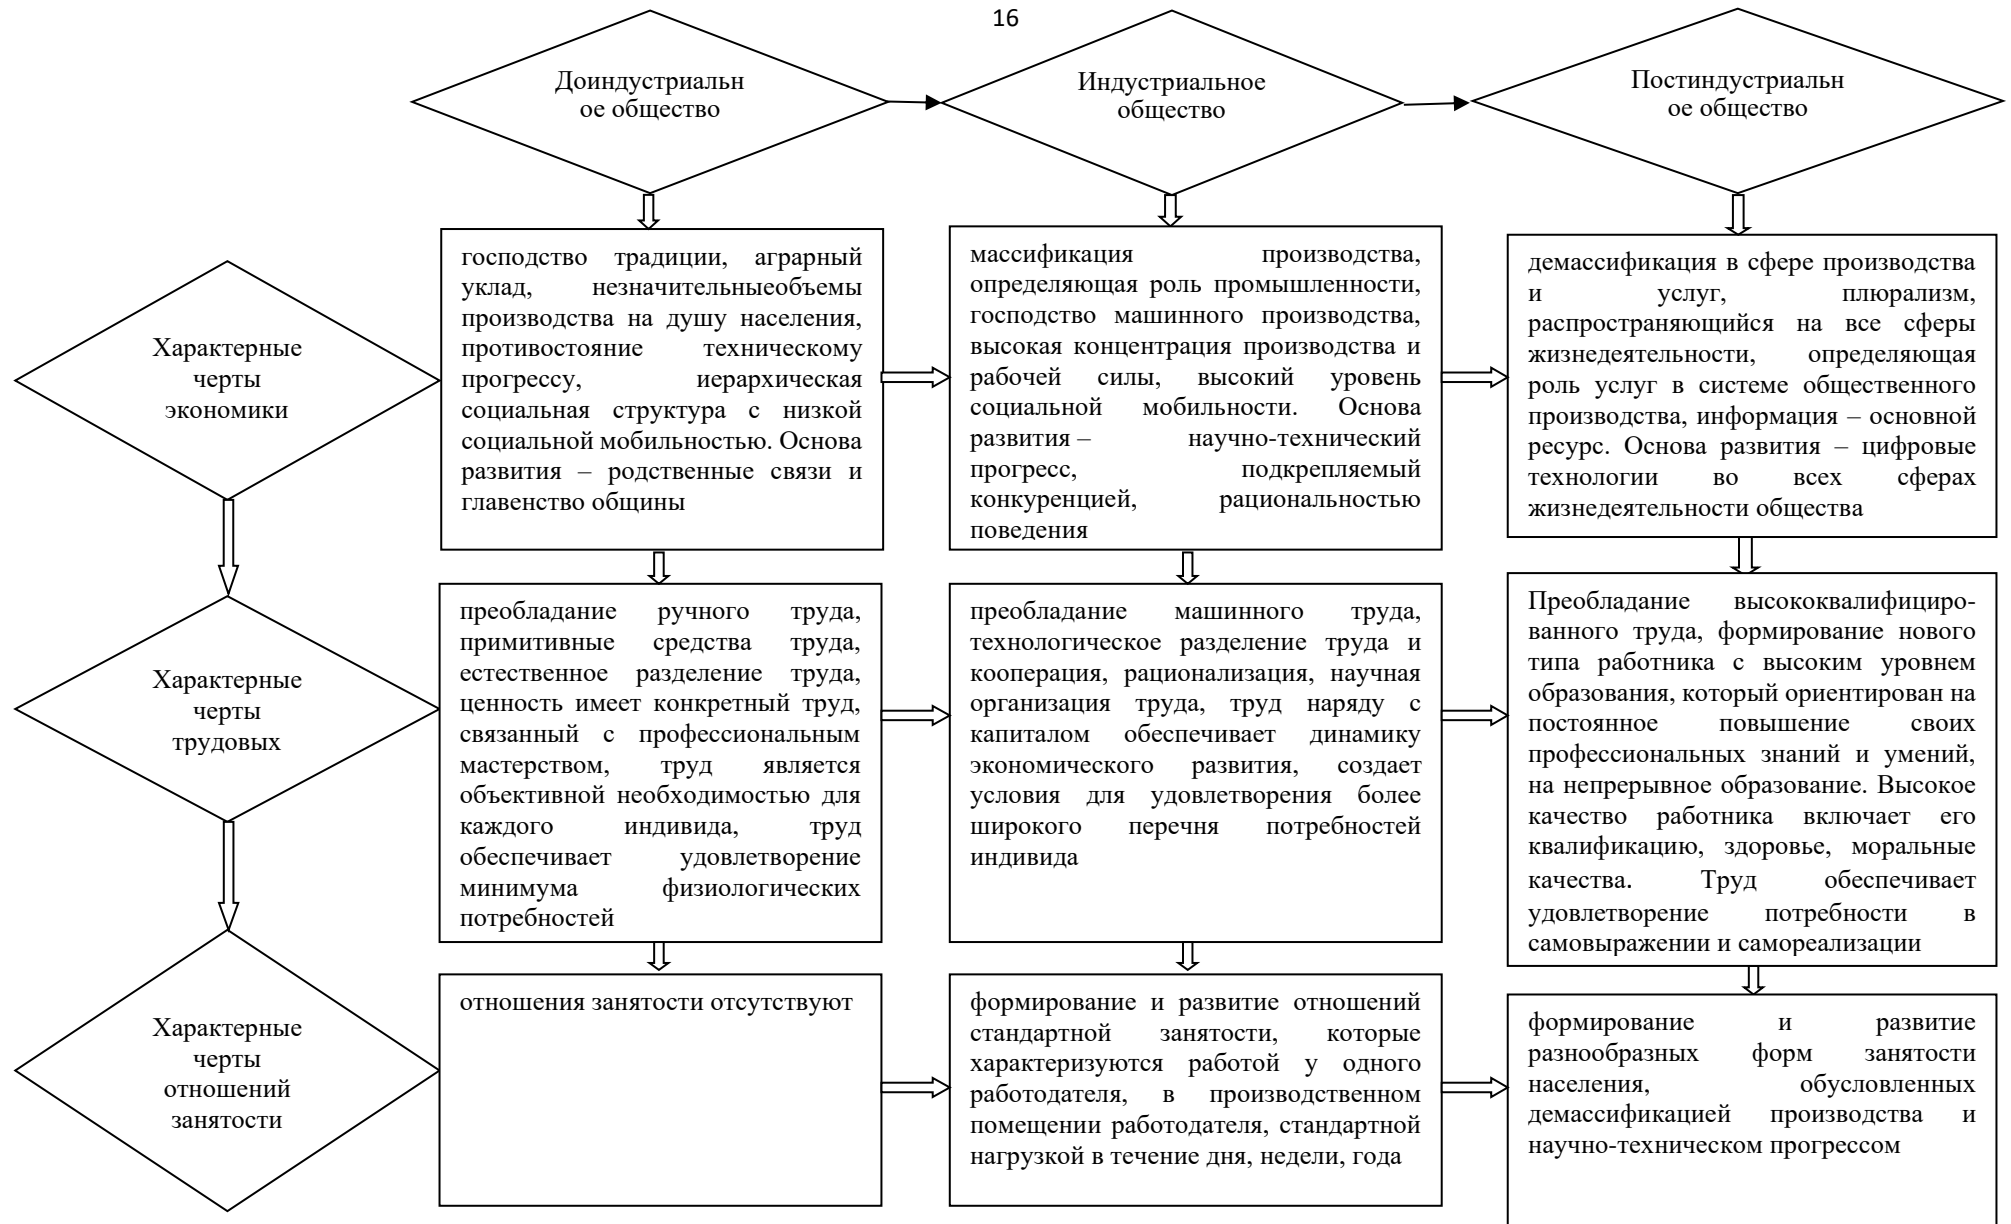 16
Доиндустриальн
ое общество
Индустриальное
общество
Постиндустриальн
ое общество
Характерные
черты
экономики
господство традиции, аграрный
уклад, незначительныеобъемы
производства на душу населения,
противостояние техническому
прогрессу, иерархическая
социальная структура с низкой
социальной мобильностью. Основа
развития – родственные связи и
главенство общины
массификация производства,
определяющая роль промышленности,
господство машинного производства,
высокая концентрация производства и
рабочей силы, высокий уровень
социальной мобильности. Основа
развития – научно-технический
прогресс, подкрепляемый
конкуренцией, рациональностью
поведения
демассификация в сфере производства
и услуг, плюрализм,
распространяющийся на все сферы
жизнедеятельности, определяющая
роль услуг в системе общественного
производства, информация – основной
ресурс. Основа развития – цифровые
технологии во всех сферах
жизнедеятельности общества
Характерные
черты
трудовых
преобладание ручного труда,
примитивные средства труда,
естественное разделение труда,
ценность имеет конкретный труд,
связанный с профессиональным
мастерством, труд является
объективной необходимостью для
каждого индивида, труд
обеспечивает удовлетворение
минимума физиологических
потребностей
преобладание машинного труда,
технологическое разделение труда и
кооперация, рационализация, научная
организация труда, труд наряду с
капиталом обеспечивает динамику
экономического развития, создает
условия для удовлетворения более
широкого перечня потребностей
индивида
Преобладание высококвалифициро-
ванного труда, формирование нового
типа работника с высоким уровнем
образования, который ориентирован на
постоянное повышение своих
профессиональных знаний и умений,
на непрерывное образование. Высокое
качество работника включает его
квалификацию, здоровье, моральные
качества. Труд обеспечивает
удовлетворение потребности в
самовыражении и самореализации
Характерные
черты
отношений
занятости
отношения занятости отсутствуют
формирование и развитие отношений
стандартной занятости, которые
характеризуются работой у одного
работодателя, в производственном
помещении работодателя, стандартной
нагрузкой в течение дня, недели, года
формирование и развитие
разнообразных форм занятости
населения, обусловленных
демассификацией производства и
научно-техническом прогрессом